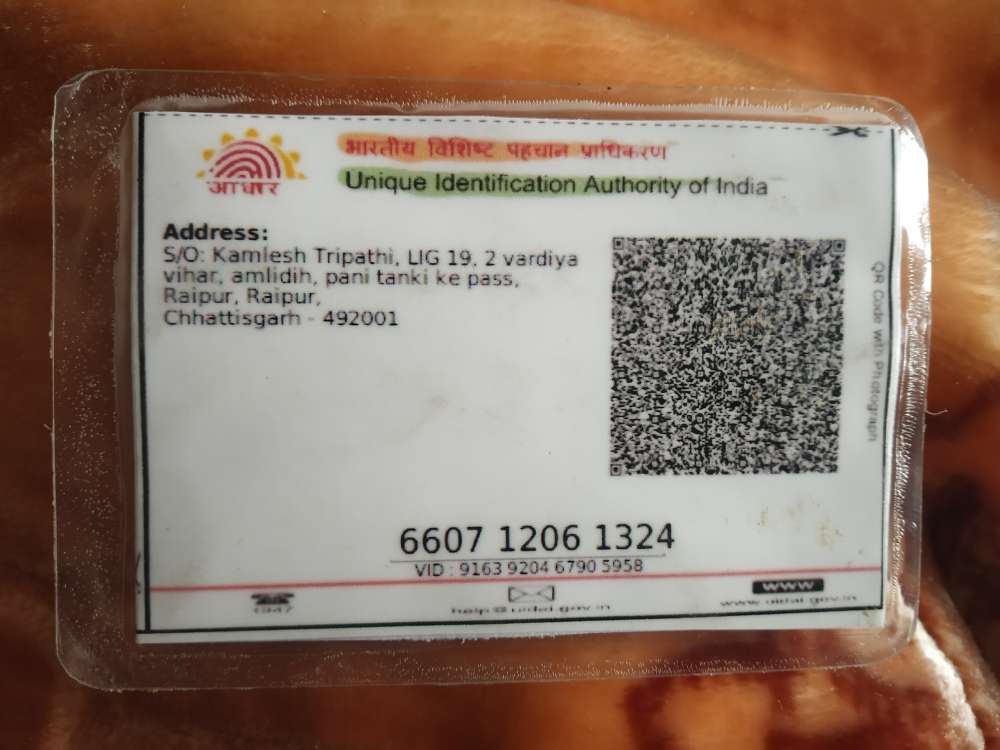 आधार
भारतीय विशिष्ट पहचान प्राधिकरण
Unique Identification Authority of India
Address:
S/O: Kamlesh Tripathi, LIG 19, 2 vardiya
vihar, amlidih, pani tanki ke pass,
Raipur, Raipur,
Chhattisgarh - 492001
QR Code with Photograph
6607 1206 1324
VID : 9163 9204 6790 5958
1947
help@uidai.gov.in
www
www.uidai.gov.in